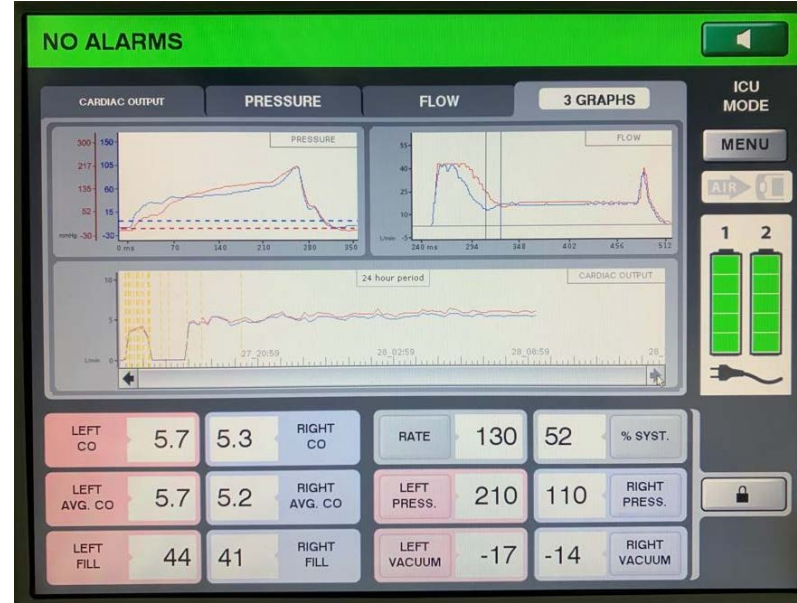 NO ALARMS
ICU
MODE
MENU
AIR
CARDIAC OUTPUT
PRESSURE
FLOW
3 GRAPHS
PRESSURE
300 150
217 105
135 60
52 15
mmHg -30 -30
0 ms 70 140 210 280 350
FLOW
55
40
25
10
L/min -5
240 ms 294 348 402 456 512
24 hour period
CARDIAC OUTPUT
10
5
L/min 0
27_20:59 28_02:59 28_08:59 28_
1 2
LEFT CO 5.7
5.3 RIGHT CO
RATE 130
52 % SYST.
LEFT AVG. CO 5.7
5.2 RIGHT AVG. CO
LEFT PRESS. 210
110 RIGHT PRESS.
LEFT FILL 44
41 RIGHT FILL
LEFT VACUUM -17
-14 RIGHT VACUUM